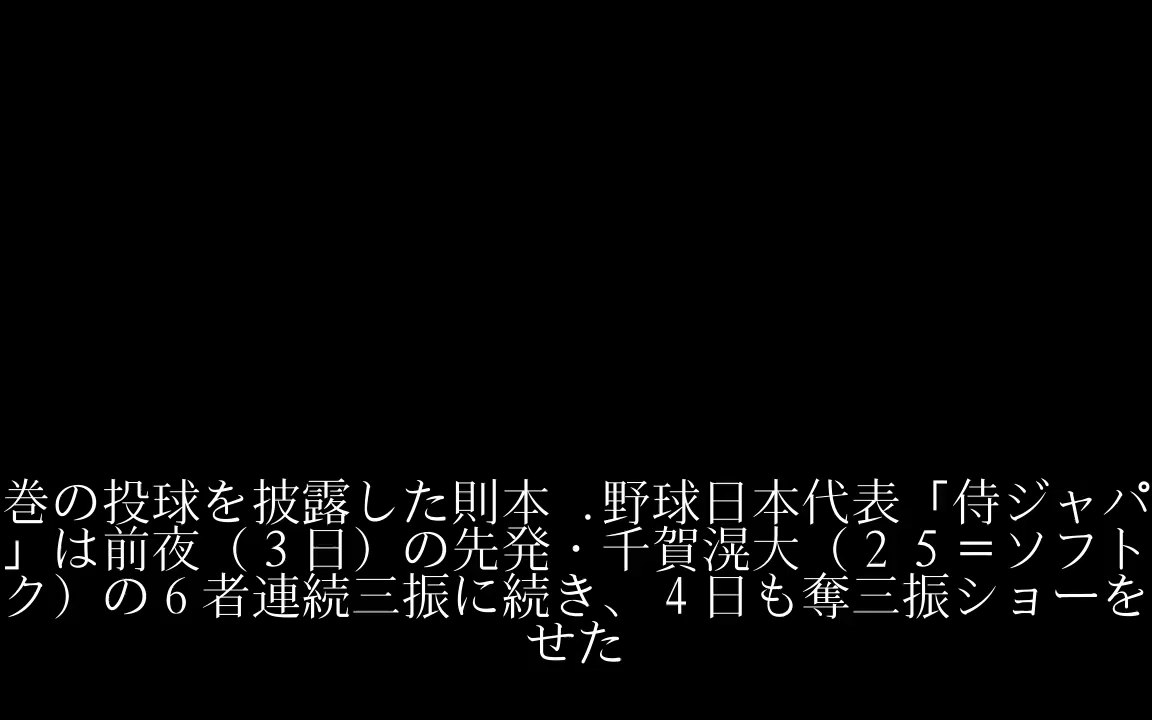 巻の投球を披露した則本 .野球日本代表「侍ジャパ
」は前夜（３日）の先発・千賀滉大（２５＝ソフト
ク）の６者連続三振に続き、４日も奪三振ショーを
せた